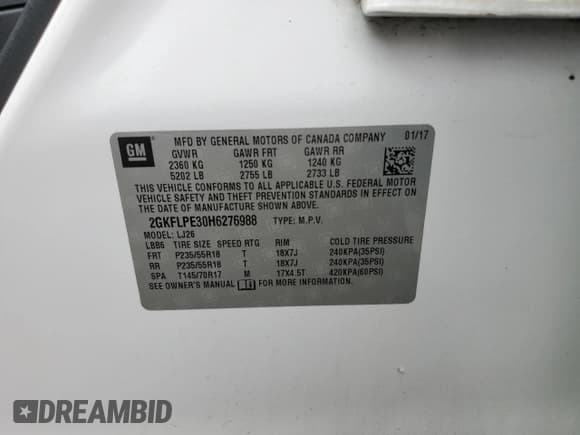 GM
MFD BY GENERAL MOTORS OF CANADA COMPANY 01/17
GVWR GAWR FRT GAWR RR
2360 KG 1250 KG 1240 KG
5202 LB 2755 LB 2733 LB
THIS VEHICLE CONFORMS TO ALL APPLICABLE U.S. FEDERAL MOTOR
VEHICLE SAFETY AND THEFT PREVENTION STANDARDS IN EFFECT ON
THE DATE OF MANUFACTURE SHOWN ABOVE.
2GKFLPE30H6276988 TYPE: M.P.V.
MODEL: LJ26
LBB6 TIRE SIZE SPEED RTG RIM COLD TIRE PRESSURE
FRT P235/55R18 T 18X7J 240KPA(35PSI)
RR P235/55R18 T 18X7J 240KPA(35PSI)
SPA T145/70R17 M 17X4.5T 420KPA(60PSI)
SEE OWNER'S MANUAL FOR MORE INFORMATION.
DREAMBID